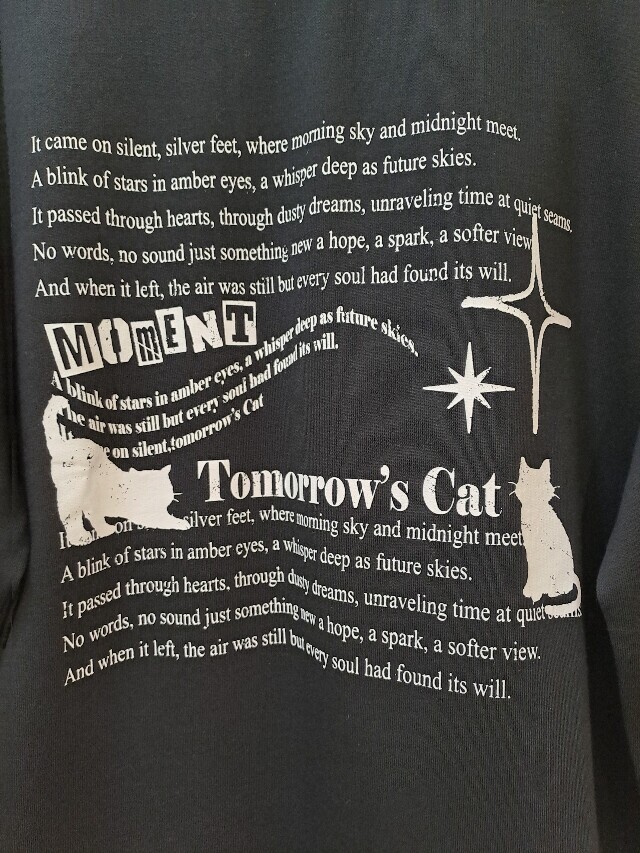 It came on silent, silver feet, where morning sky and midnight meet.
A blink of stars in amber eyes, a whisper deep as future skies.
It passed through hearts, through dusty dreams, unraveling time at quiet seams.
No words, no sound just something new a hope, a spark, a softer view
And when it left, the air was still but every soul had found its will.
MOmENT
A blink of stars in amber eyes, a whisper deep as future skies,
he air was still but every soul had found its will.
on silent,tomorrow's Cat
Tomorrow's Cat
silver feet, where morning sky and midnight meet
A blink of stars in amber eyes, a whisper deep as future skies.
It passed through hearts, through dusty dreams, unraveling time at quiet seams
No words, no sound just something new a hope, a spark, a softer view.
And when it left, the air was still but every soul had found its will.